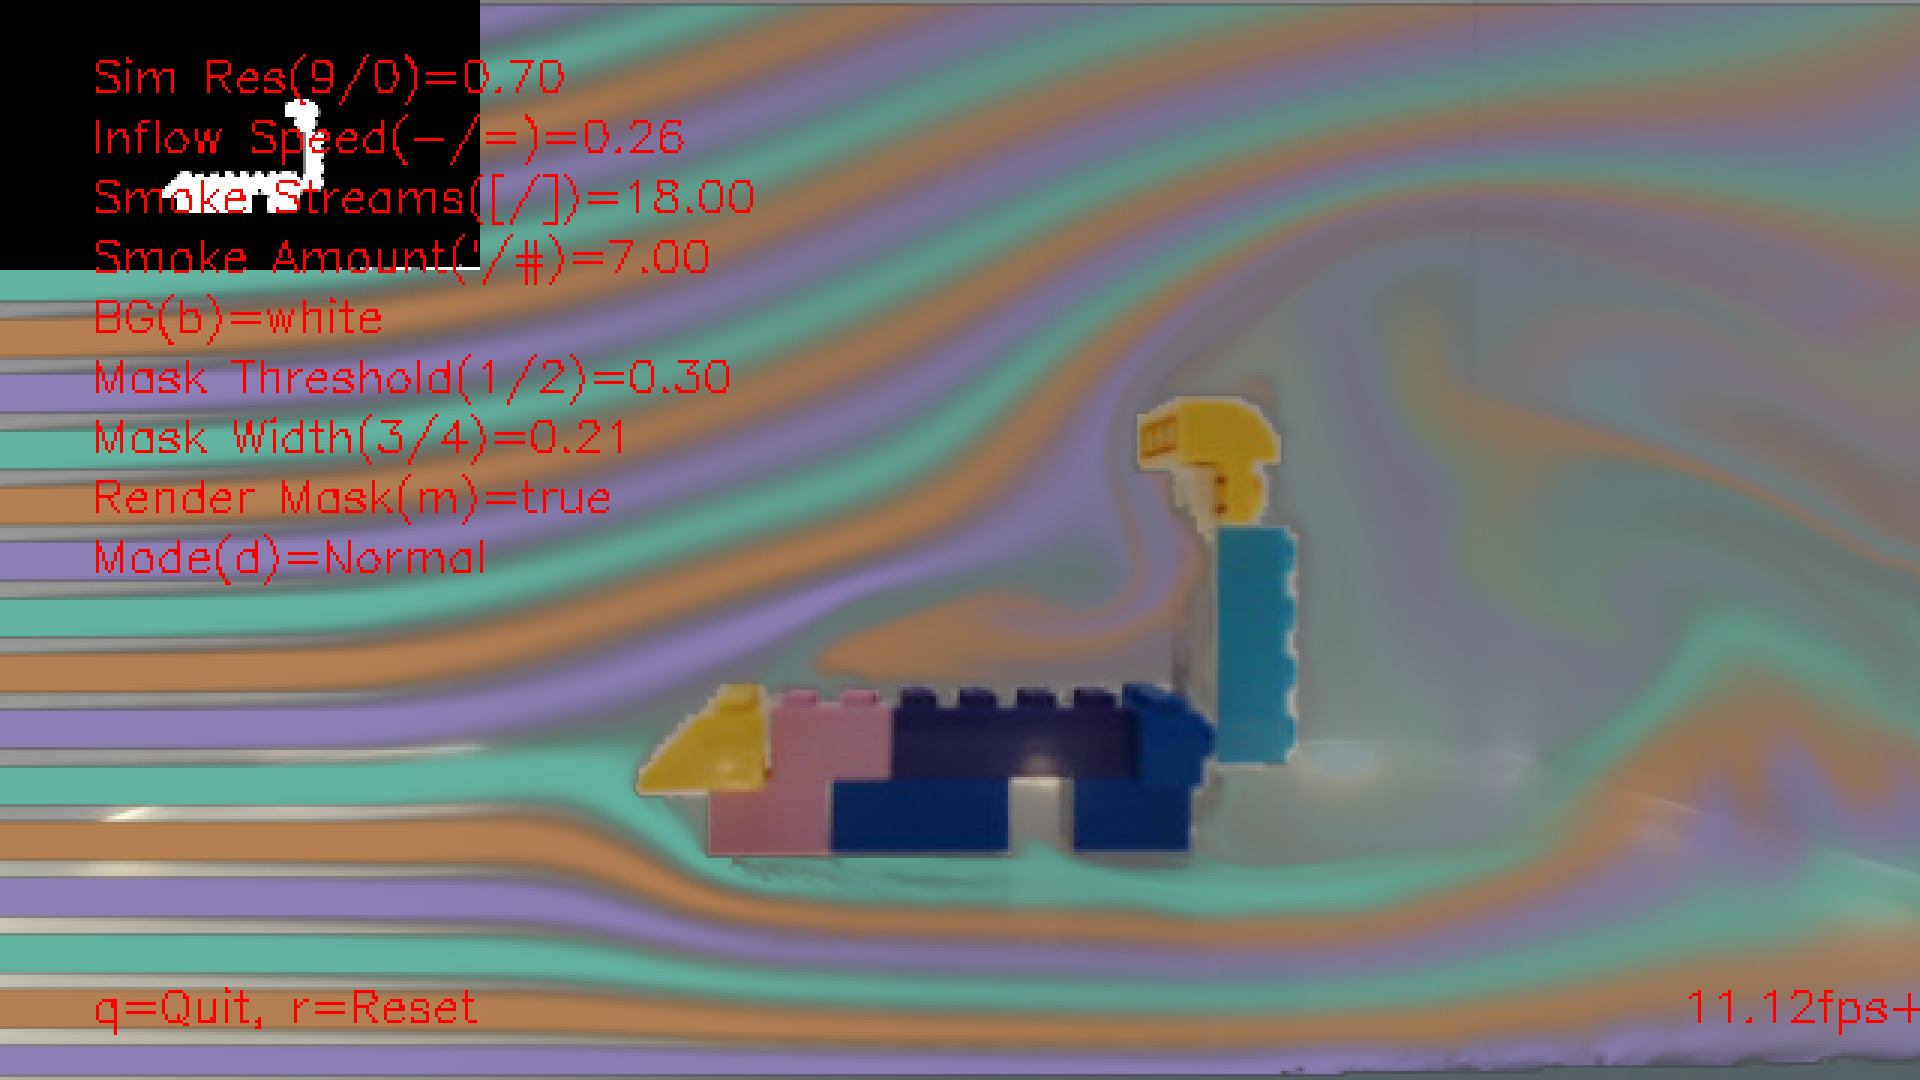 Sim Res(9/0)=0.70
Inflow Speed(-/=)=0.26
Smoke Streams([/])=18.00
Smoke Amount('/#)=7.00
BG(b)=white
Mask Threshold(1/2)=0.30
Mask Width(3/4)=0.21
Render Mask(m)=true
Mode(d)=Normal
q=Quit, r=Reset
11.12fps+